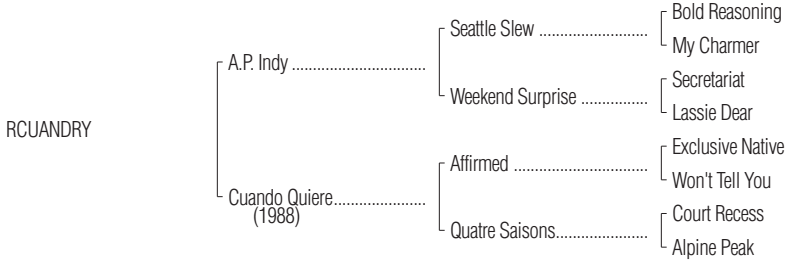 Bold Reasoning
Seattle Slew ..........................
My Charmer
A.P. Indy ................................
Secretariat
Weekend Surprise ................
Lassie Dear
RCUANDRY
Exclusive Native
Affirmed ................................
Won't Tell You
Cuando Quiere......................
(1988)
Court Recess
Quatre Saisons......................
Alpine Peak